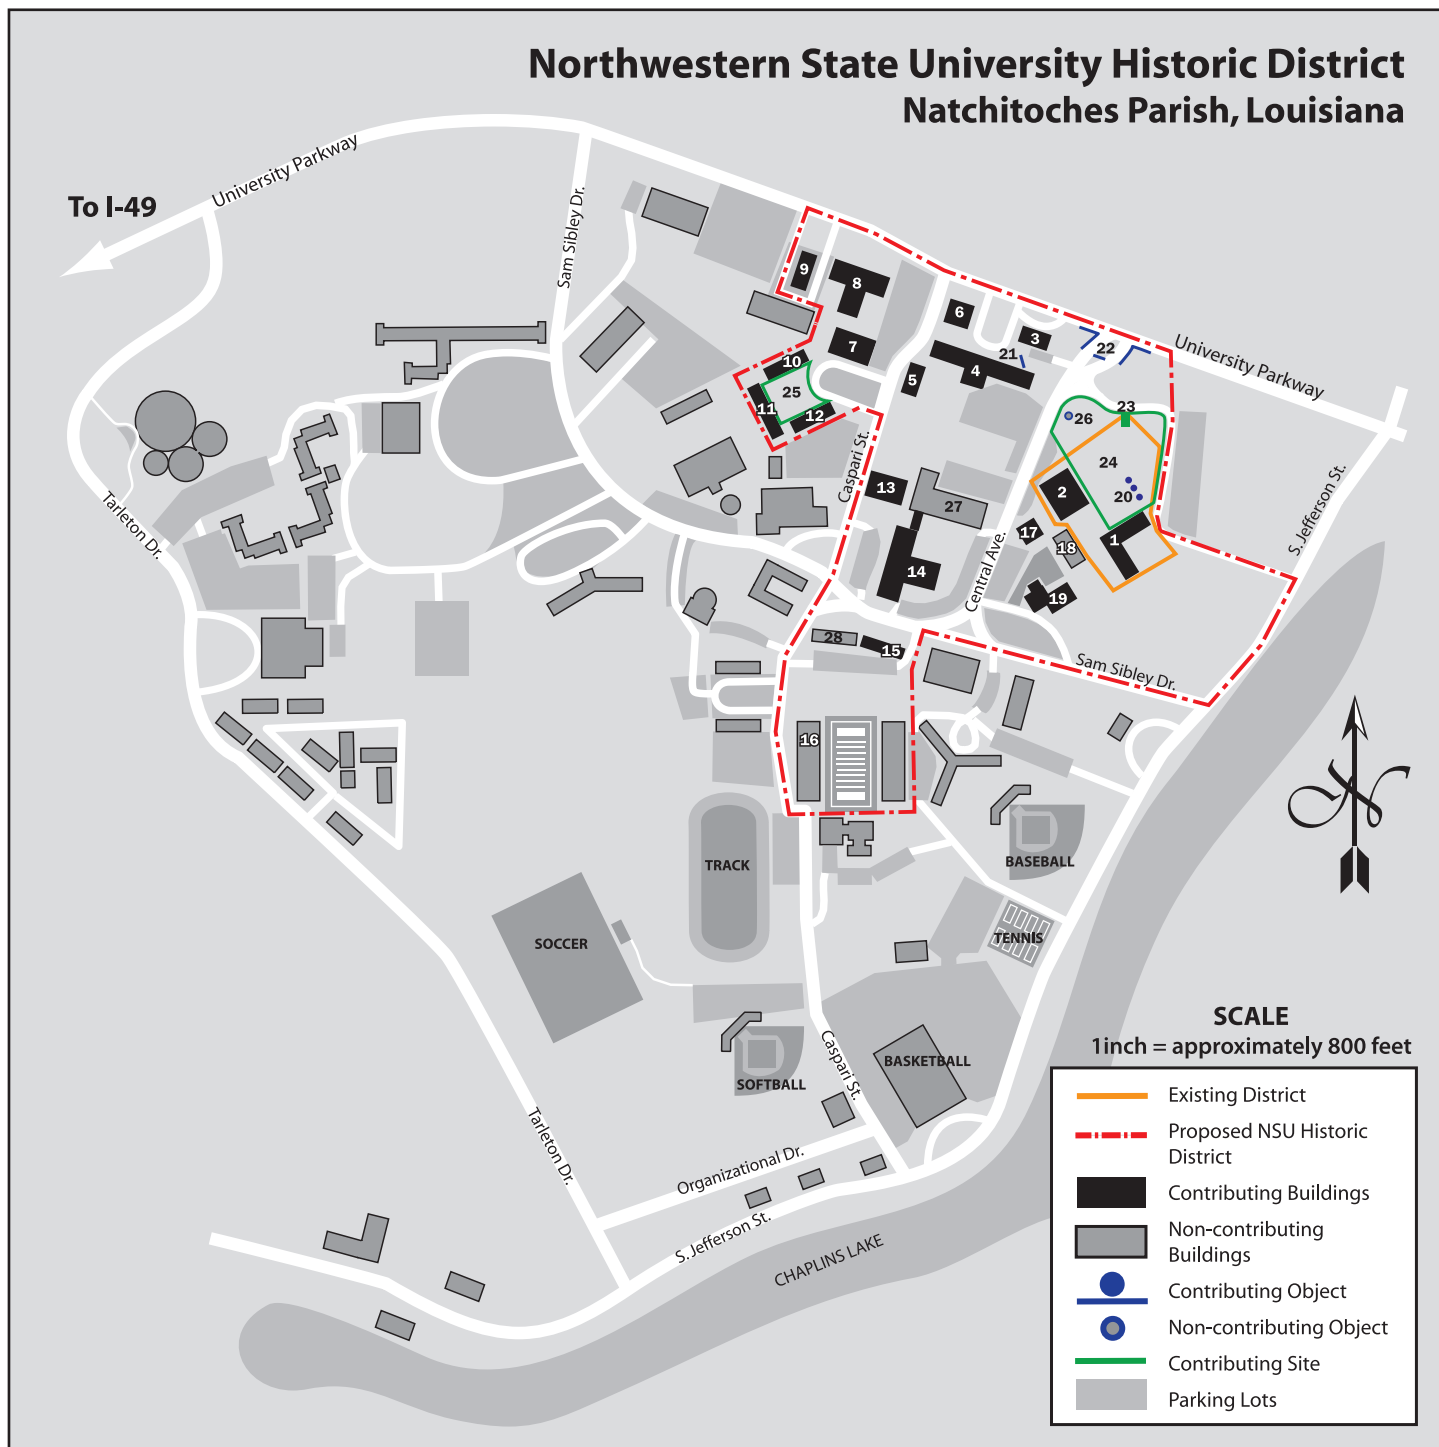 Northwestern State University Historic District
Natchitoches Parish, Louisiana
To I-49
University Parkway
Sam Sibley Dr.
9
8
6
3
7
4
21
22
University Parkway
10
5
25
11
12
23
26
Caspari St.
24
S. Jefferson St.
13
2
20
27
Tarleton Dr.
17
18
1
14
Central Ave.
19
28
15
Sam Sibley Dr.
16
TRACK
BASEBALL
SOCCER
TENNIS
Caspari St.
BASKETBALL
SOFTBALL
Tarleton Dr.
Organizational Dr.
S. Jefferson St.
CHAPLINS LAKE
N
SCALE
1inch = approximately 800 feet
Existing District
Proposed NSU Historic
District
Contributing Buildings
Non-contributing
Buildings
Contributing Object
Non-contributing Object
Contributing Site
Parking Lots